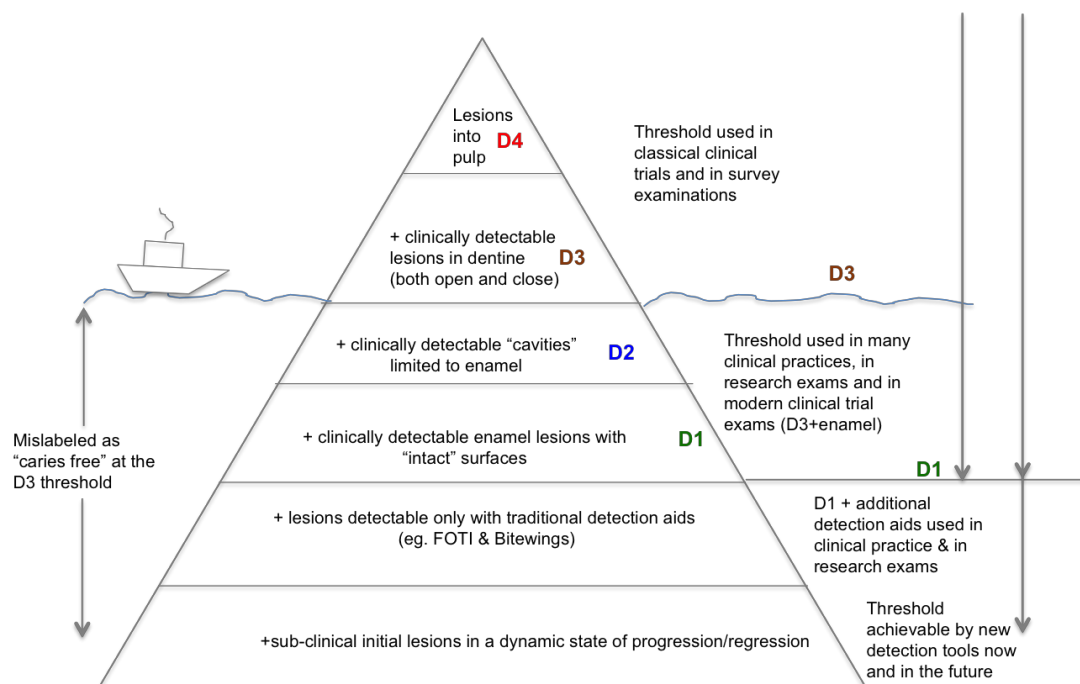 Lesions
into
pulp
D4
Threshold used in
classical clinical
trials and in survey
examinations
+ clinically detectable
lesions in dentine
(both open and close)
D3
D3
+ clinically detectable “cavities”
limited to enamel
D2
Threshold used in many
clinical practices, in
research exams and in
modern clinical trial
exams (D3+enamel)
Mislabeled as
“caries free” at the
D3 threshold
+ clinically detectable enamel lesions with
“intact” surfaces
D1
D1
+ lesions detectable only with traditional detection aids
(eg. FOTI & Bitewings)
D1 + additional
detection aids used in
clinical practice & in
research exams
+sub-clinical initial lesions in a dynamic state of progression/regression
Threshold
achievable by new
detection tools now
and in the future